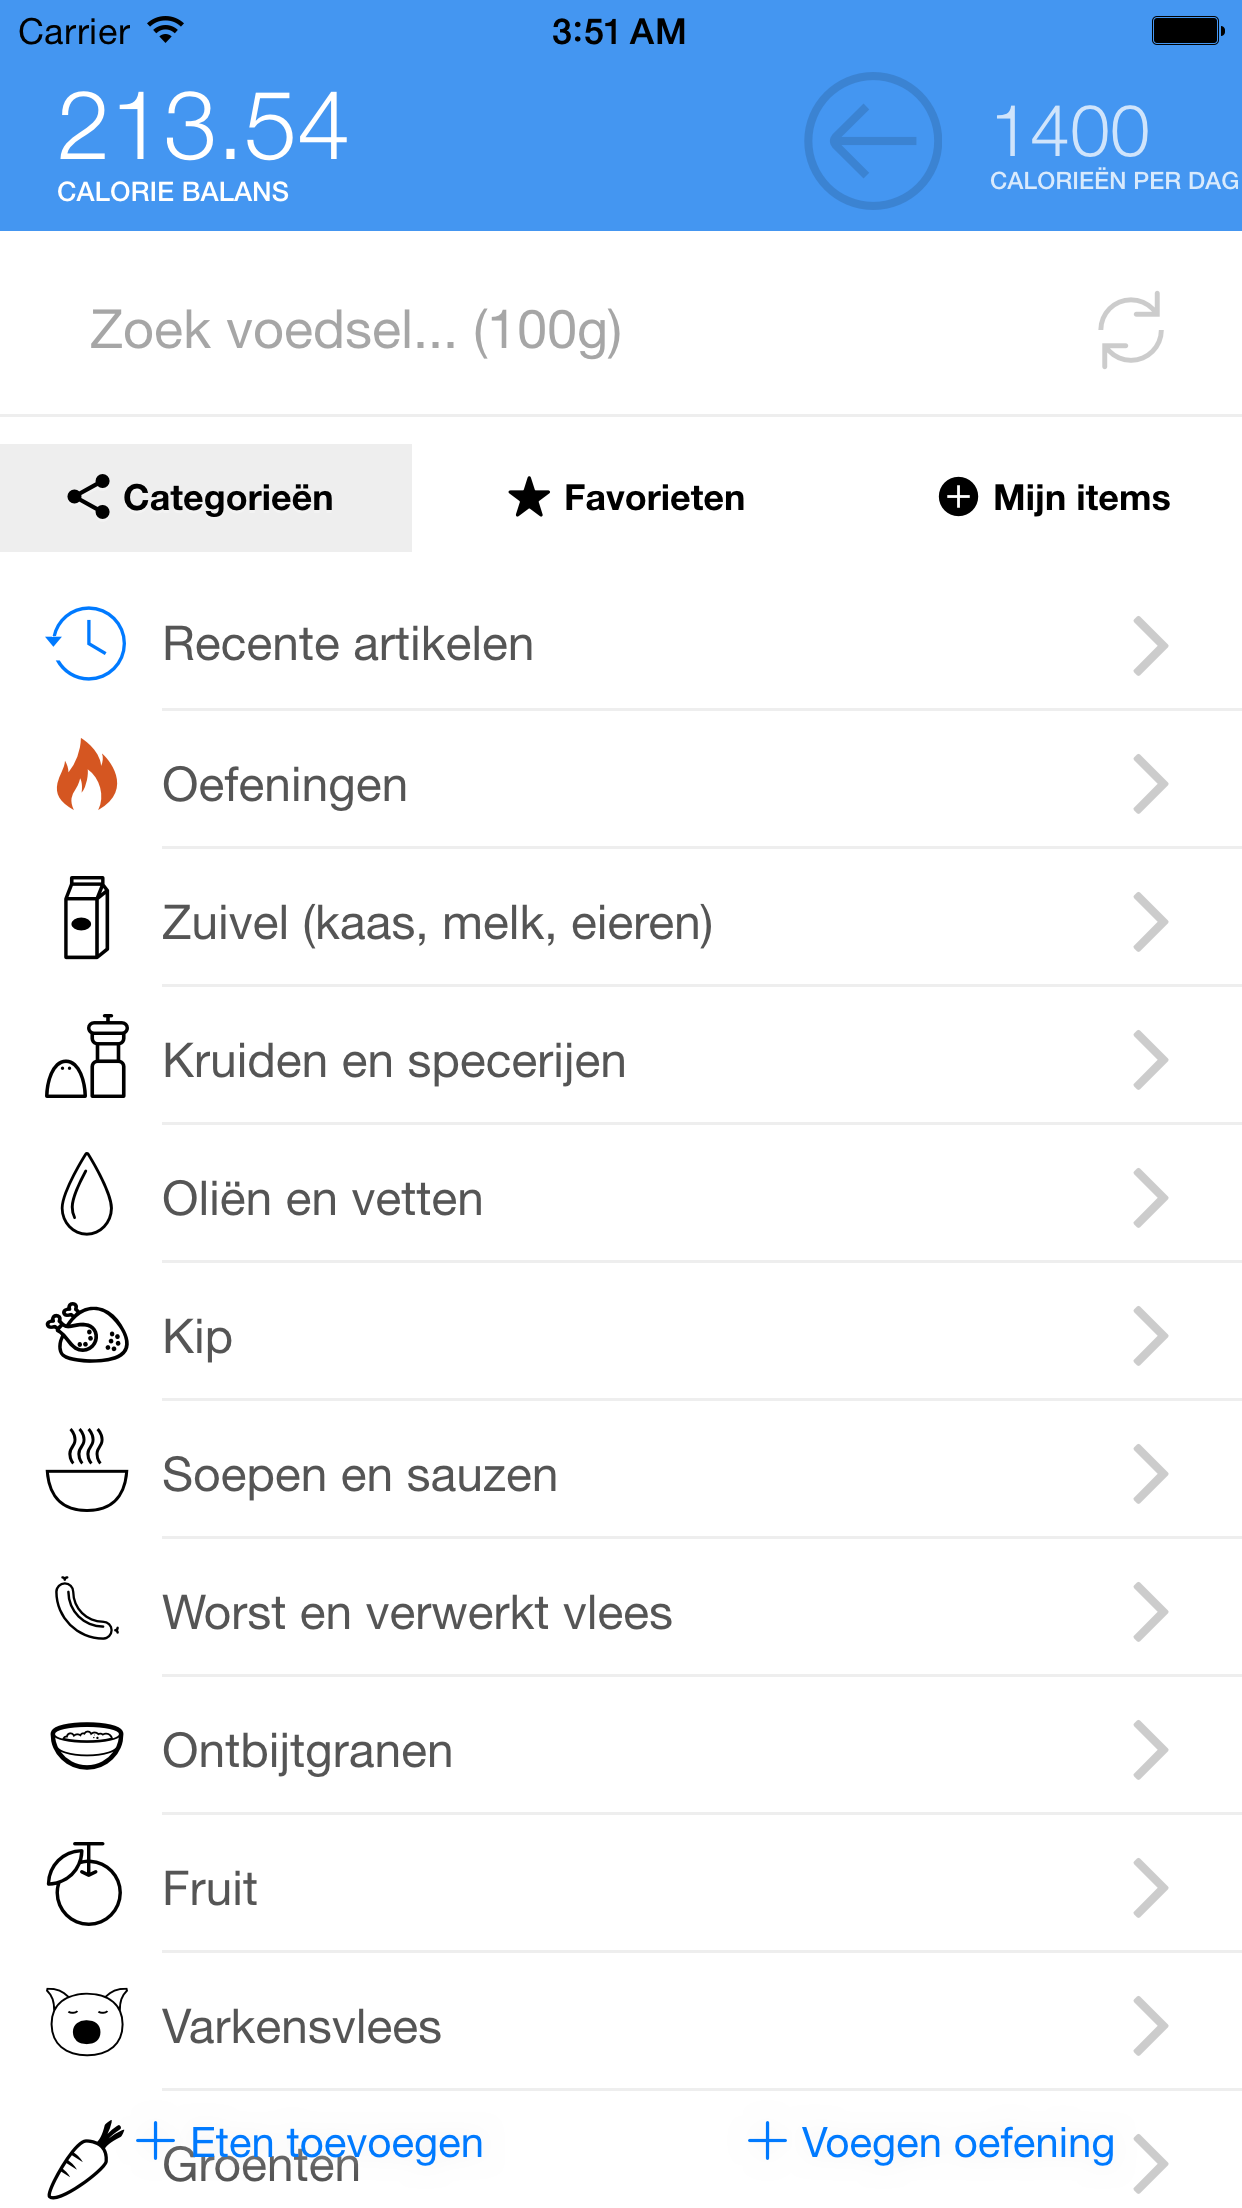 Carrier 3:51 AM
213.54 1400
CALORIE BALANS CALORIEËN PER DAG
Zoek voedsel... (100g)
Categorieën Favorieten Mijn items
Recente artikelen
Oefeningen
Zuivel (kaas, melk, eieren)
Kruiden en specerijen
Oliën en vetten
Kip
Soepen en sauzen
Worst en verwerkt vlees
Ontbijtgranen
Fruit
Varkensvlees
Eten toevoegen Voegen oefening
Groenten